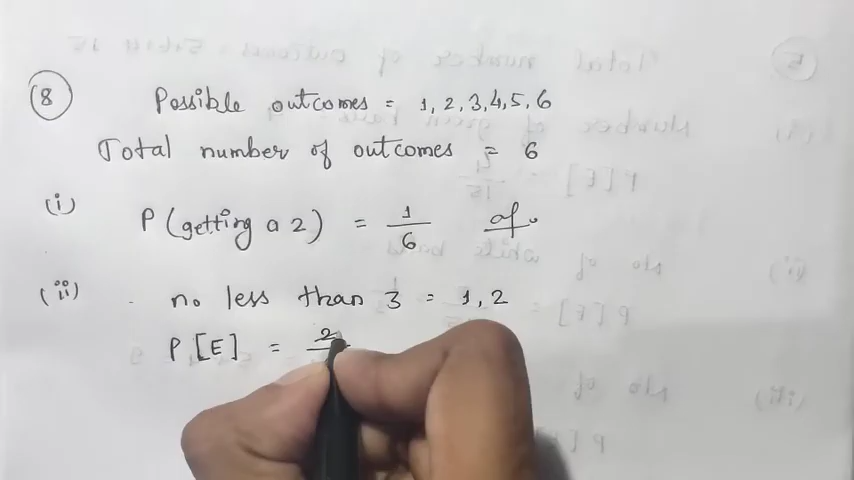 8
Possible outcomes = 1, 2, 3, 4, 5, 6
Total number of outcomes = 6
(i)
P (getting a 2) = 1/6
(ii)
no less than 3 = 1, 2
P [E] = 2